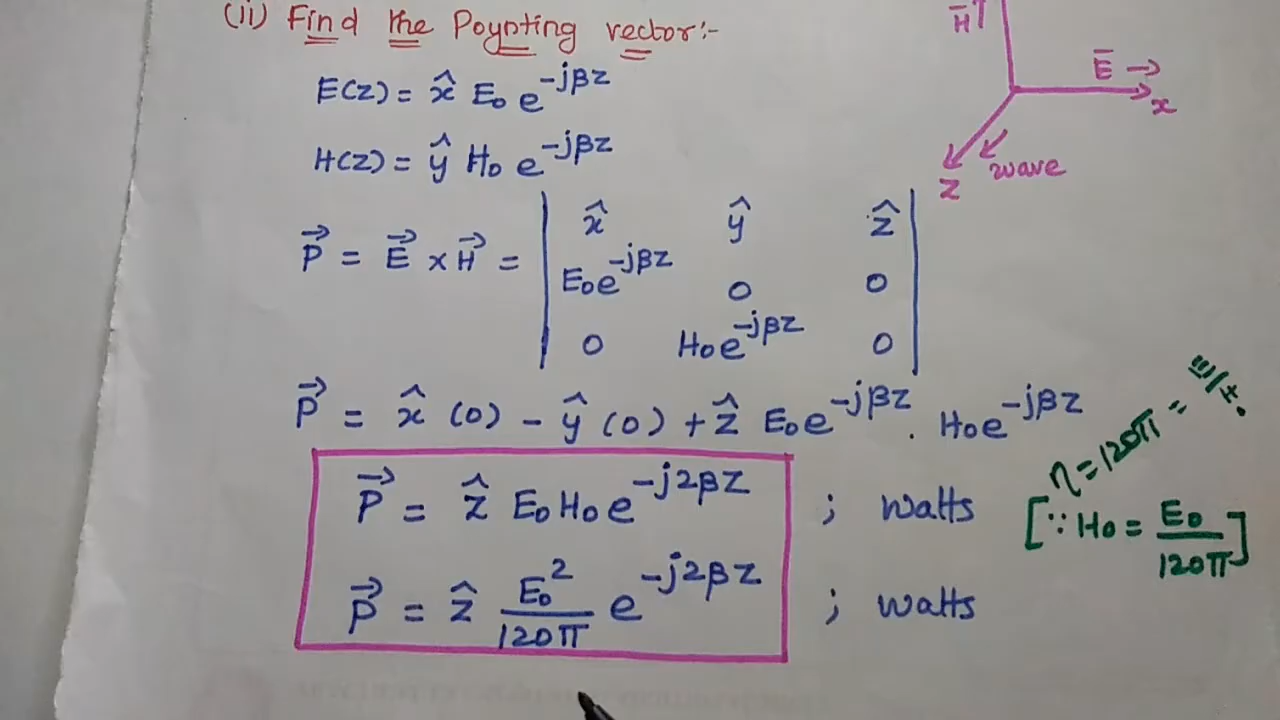 (ii) Find the Poynting vector:-
H̄↑
Ē →
x
wave
z
E(z) = x̂ E₀ e^{-jβz}
H(z) = ŷ H₀ e^{-jβz}
P⃗ = E⃗ × H⃗ = | x̂ ŷ ẑ |
| E₀e^{-jβz} 0 0 |
| 0 H₀e^{-jβz} 0 |
P⃗ = x̂ (0) - ŷ (0) + ẑ E₀e^{-jβz} . H₀e^{-jβz}
P⃗ = ẑ E₀H₀e^{-j2βz} ; watts
P⃗ = ẑ E₀²/120π e^{-j2βz} ; watts
η = 120π = E/H.
[∵ H₀ = E₀/120π]